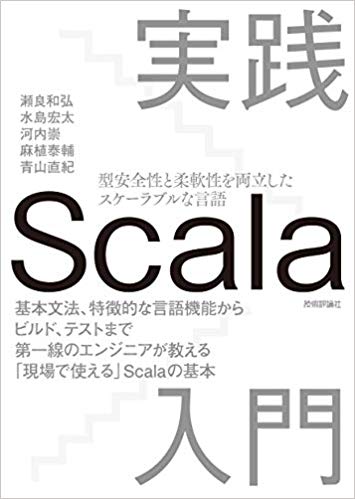 実践
瀬良和弘
水島宏太
河内崇
麻植泰輔
青山直紀
型安全性と柔軟性を両立した
スケーラブルな言語
Scala
技術評論社
基本文法、特徴的な言語機能から
ビルド、テストまで
第一線のエンジニアが教える
「現場で使える」Scalaの基本
入門